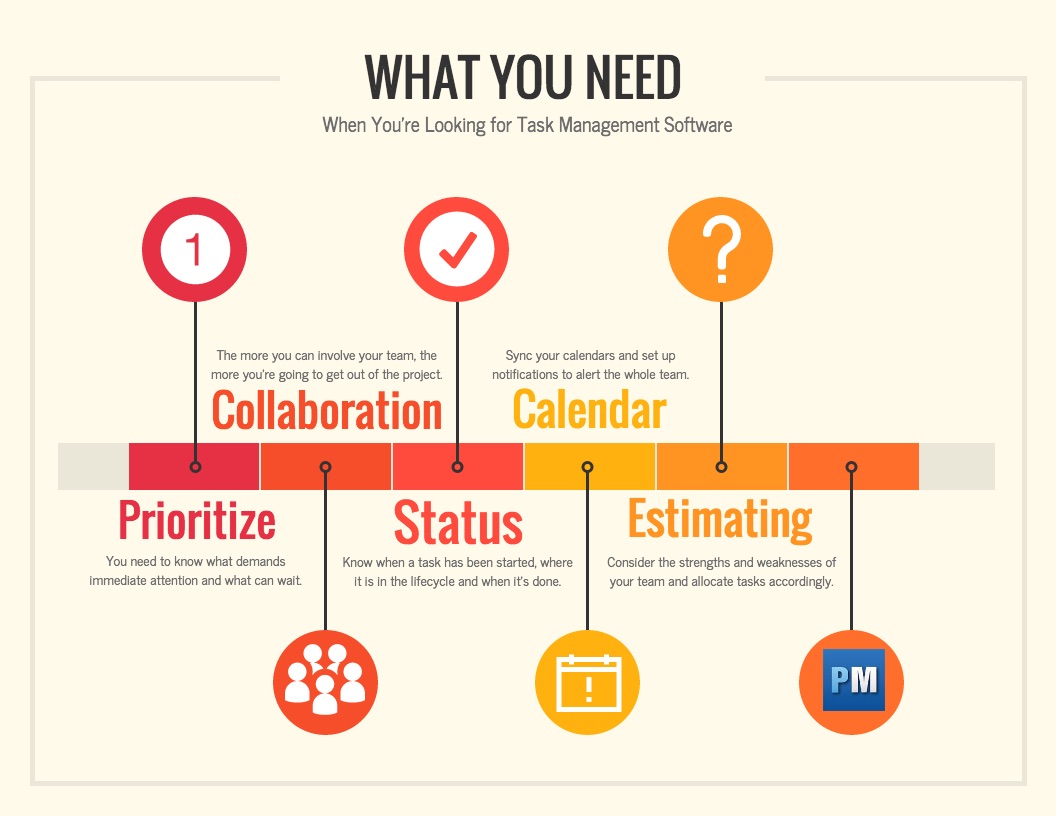 WHAT YOU NEED
When You're Looking for Task Management Software
1
The more you can involve your team, the
more you're going to get out of the project.
Collaboration
Sync your calendars and set up
notifications to alert the whole team.
Calendar
Prioritize
You need to know what demands
immediate attention and what can wait.
Status
Know when a task has been started, where
it is in the lifecycle and when it's done.
Estimating
Consider the strengths and weaknesses of
your team and allocate tasks accordingly.
PM